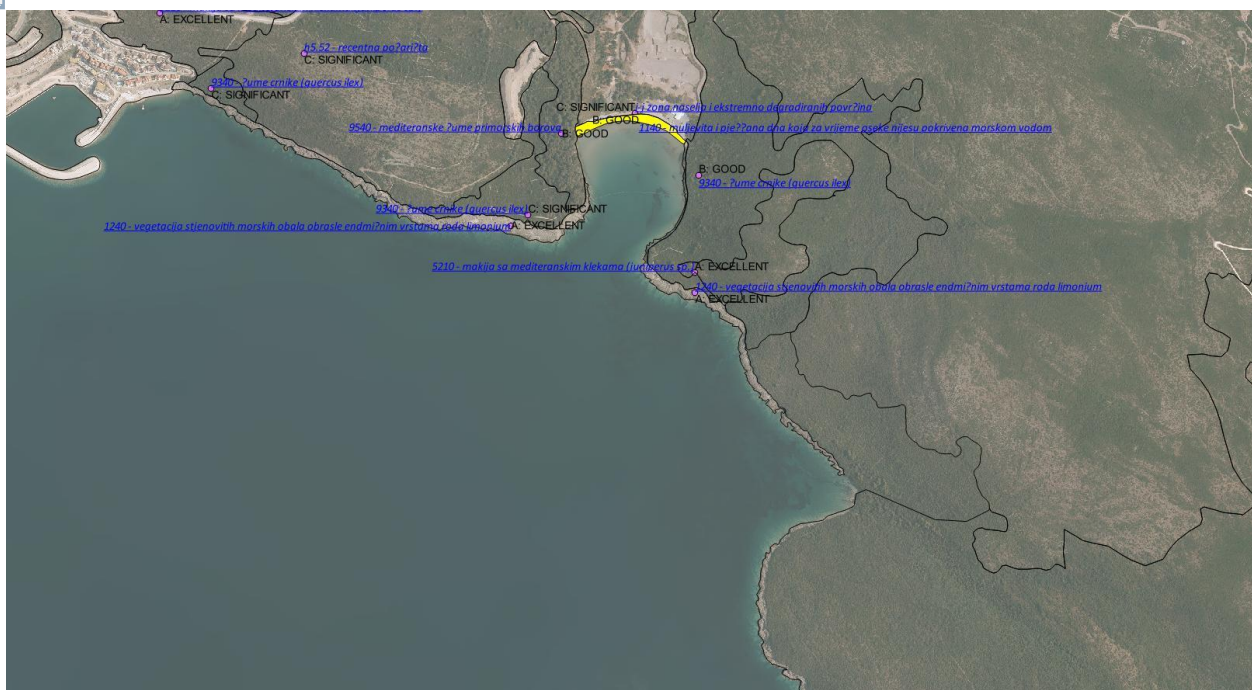 A: EXCELLENT
h5.52 - recentna po?ari?ta
C: SIGNIFICANT
9340 - ?ume crnike (quercus ilex)
C: SIGNIFICANT
C: SIGNIFICANT
i-j zona naselja i ekstremno degradiranih povr?ina
B: GOOD
9540 - mediteranske ?ume primorskih borova
B: GOOD
1140 - muljevita i pje??ana dna koja za vrijeme oseke nijesu pokrivena morskom vodom
B: GOOD
9340 - ?ume crnike (quercus ilex)
9340 - ?ume crnike (quercus ilex)
C: SIGNIFICANT
1240 - vegetacija stjenovitih morskih obala obrasle endmi?nim vrstama roda limonium
A: EXCELLENT
5210 - makija sa mediteranskim klekama (juniperus sp.)
A: EXCELLENT
1240 - vegetacija stjenovitih morskih obala obrasle endmi?nim vrstama roda limonium
A: EXCELLENT